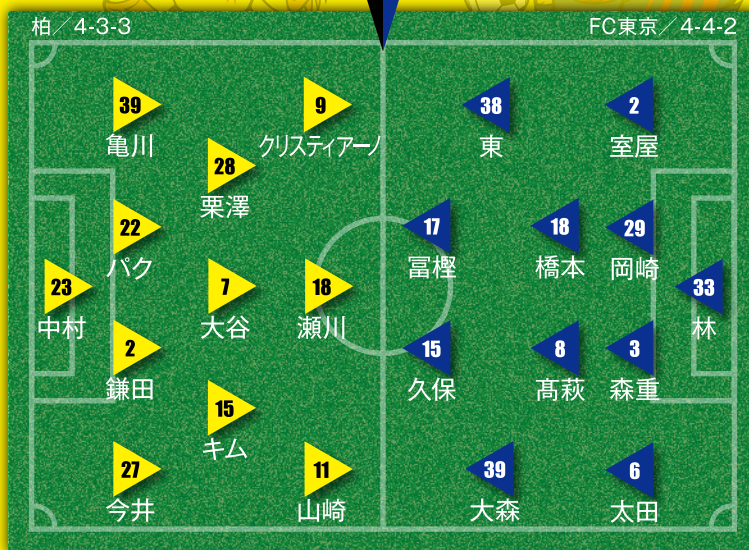 柏／4-3-3
FC東京／4-4-2
39
亀川
9
クリスティアーノ
38
東
2
室屋
28
栗澤
22
パク
17
冨樫
18
橋本
29
岡崎
23
中村
7
大谷
18
瀬川
33
林
2
鎌田
15
久保
8
髙萩
3
森重
15
キム
27
今井
11
山崎
39
大森
6
太田